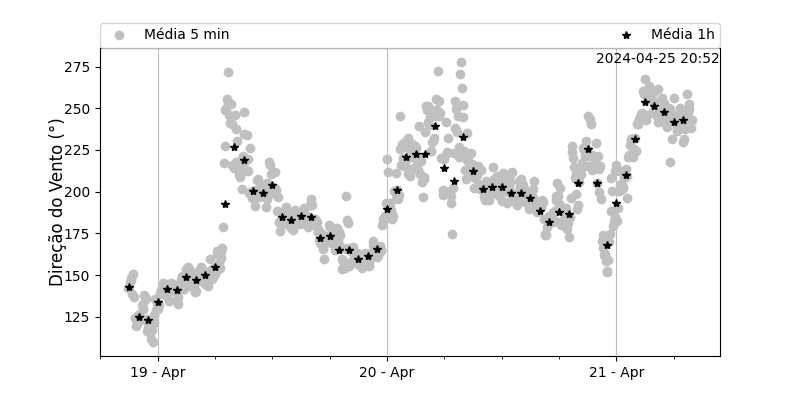 Média 5 min
Média 1h
2024-04-25 20:52
Direção do Vento (°)
275
250
225
200
175
150
125
19 - Apr
20 - Apr
21 - Apr